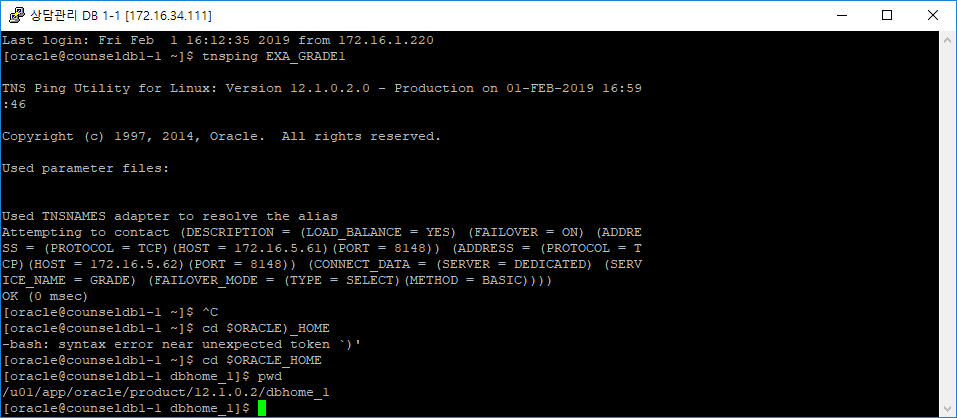 상담관리 DB 1-1 [172.16.34.111]
Last login: Fri Feb  1 16:12:35 2019 from 172.16.1.220
[oracle@counseldb1-1 ~]$ tnsping EXA_GRADE1
TNS Ping Utility for Linux: Version 12.1.0.2.0 - Production on 01-FEB-2019 16:59
:46
Copyright (c) 1997, 2014, Oracle.  All rights reserved.
Used parameter files:
Used TNSNAMES adapter to resolve the alias
Attempting to contact (DESCRIPTION = (LOAD_BALANCE = YES) (FAILOVER = ON) (ADDRE
SS = (PROTOCOL = TCP)(HOST = 172.16.5.61)(PORT = 8148)) (ADDRESS = (PROTOCOL = T
CP)(HOST = 172.16.5.62)(PORT = 8148)) (CONNECT_DATA = (SERVER = DEDICATED) (SERV
ICE_NAME = GRADE) (FAILOVER_MODE = (TYPE = SELECT)(METHOD = BASIC))))
OK (0 msec)
[oracle@counseldb1-1 ~]$ ^C
[oracle@counseldb1-1 ~]$ cd $ORACLE)_HOME
-bash: syntax error near unexpected token `)'
[oracle@counseldb1-1 ~]$ cd $ORACLE_HOME
[oracle@counseldb1-1 dbhome_1]$ pwd
/u01/app/oracle/product/12.1.0.2/dbhome_1
[oracle@counseldb1-1 dbhome_1]$